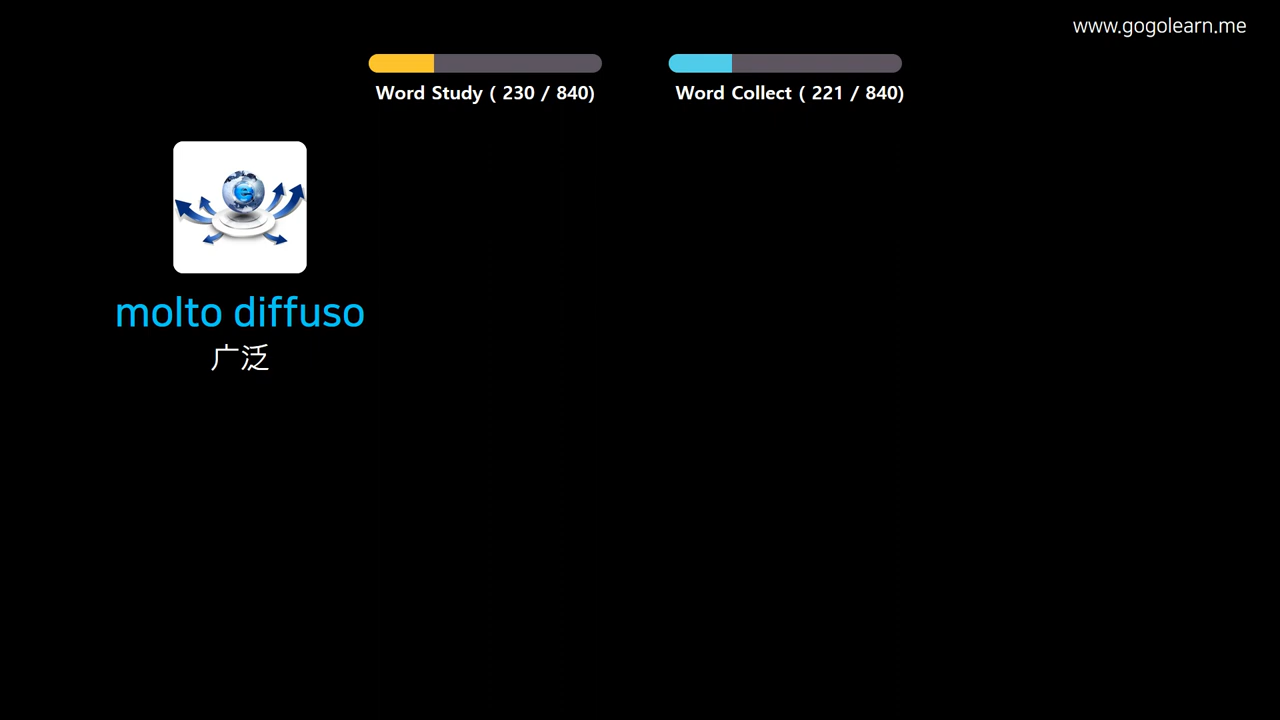 www.gogolearn.me
Word Study ( 230 / 840)
Word Collect ( 221 / 840)
molto diffuso
广泛